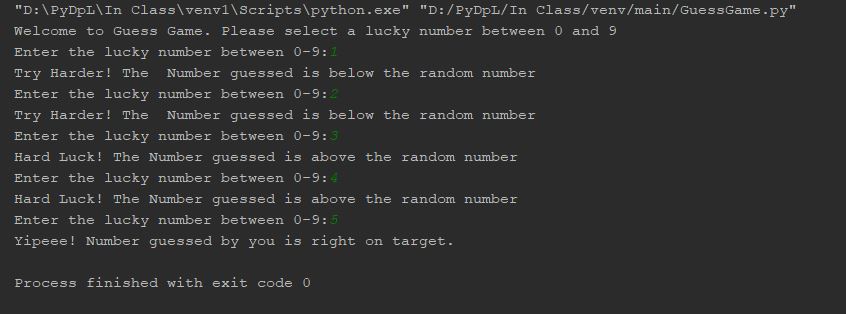 "D:\PyDpL\In Class\venv1\Scripts\python.exe" "D:/PyDpL/In Class/venv/main/GuessGame.py"
Welcome to Guess Game. Please select a lucky number between 0 and 9
Enter the lucky number between 0-9:1
Try Harder! The  Number guessed is below the random number
Enter the lucky number between 0-9:2
Try Harder! The  Number guessed is below the random number
Enter the lucky number between 0-9:3
Hard Luck! The Number guessed is above the random number
Enter the lucky number between 0-9:4
Hard Luck! The Number guessed is above the random number
Enter the lucky number between 0-9:5
Yipeee! Number guessed by you is right on target.
Process finished with exit code 0